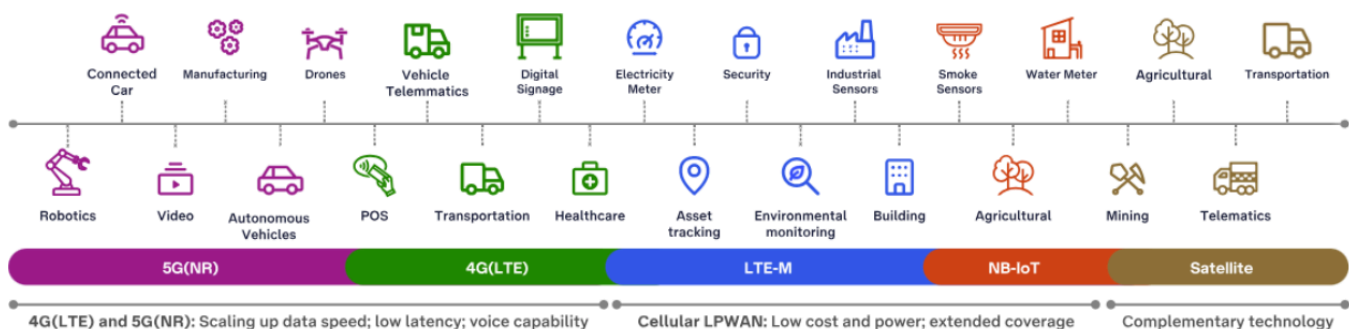 Connected
Car
Manufacturing
Drones
Vehicle
Telemmatics
Digital
Signage
Electricity
Meter
Security
Industrial
Sensors
Smoke
Sensors
Water Meter
Agricultural
Transportation
Robotics
Video
Autonomous
Vehicles
POS
Transportation
Healthcare
Asset
tracking
Environmental
monitoring
Building
Agricultural
Mining
Telematics
5G(NR)
4G(LTE)
LTE-M
NB-IoT
Satellite
4G(LTE) and 5G(NR): Scaling up data speed; low latency; voice capability
Cellular LPWAN: Low cost and power; extended coverage
Complementary technology